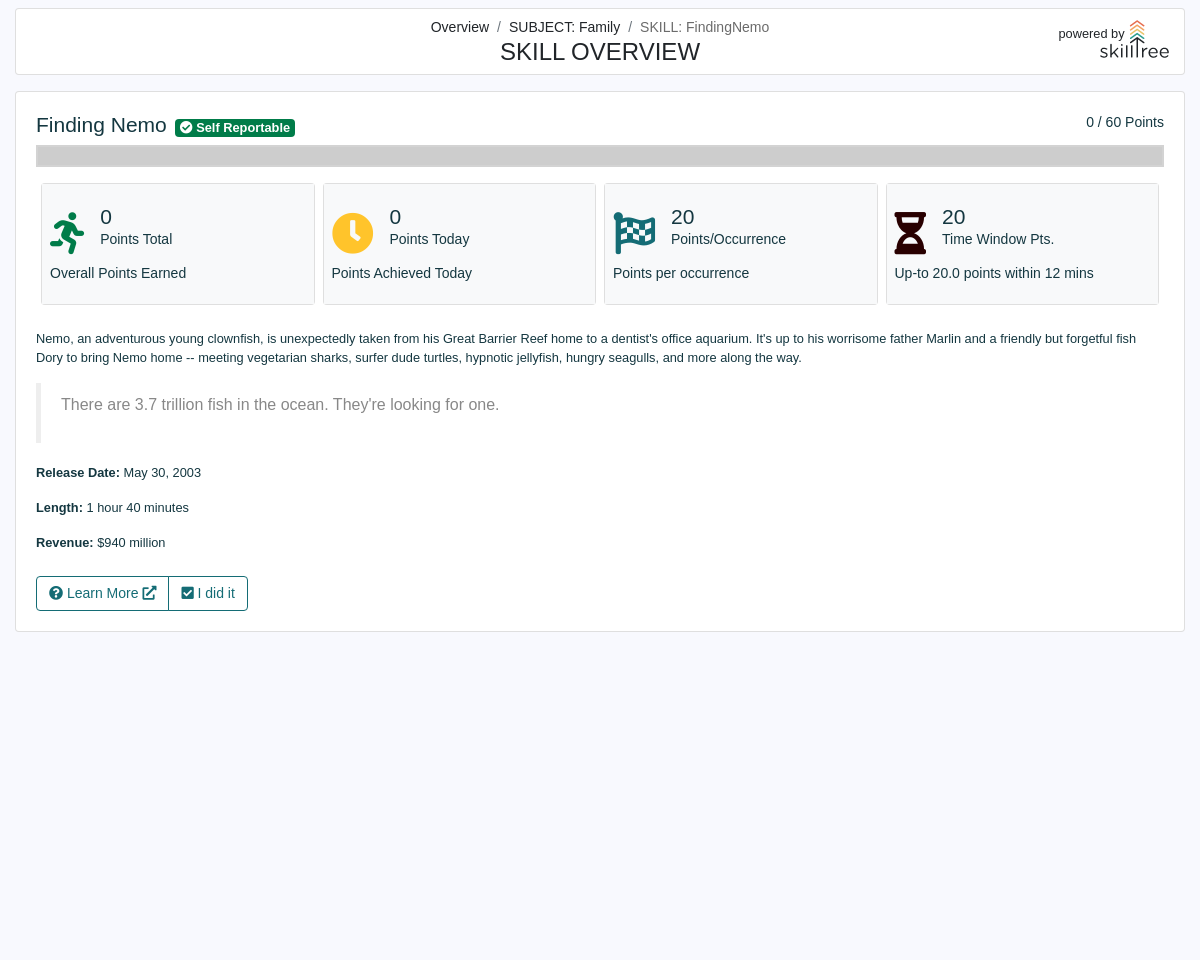 Overview / SUBJECT: Family / SKILL: FindingNemo
SKILL OVERVIEW
powered by
skilltree
Finding Nemo Self Reportable
0 / 60 Points
0
Points Total
Overall Points Earned
0
Points Today
Points Achieved Today
20
Points/Occurrence
Points per occurrence
20
Time Window Pts.
Up-to 20.0 points within 12 mins
Nemo, an adventurous young clownfish, is unexpectedly taken from his Great Barrier Reef home to a dentist's office aquarium. It's up to his worrisome father Marlin and a friendly but forgetful fish
Dory to bring Nemo home -- meeting vegetarian sharks, surfer dude turtles, hypnotic jellyfish, hungry seagulls, and more along the way.
There are 3.7 trillion fish in the ocean. They're looking for one.
Release Date: May 30, 2003
Length: 1 hour 40 minutes
Revenue: $940 million
Learn More I did it